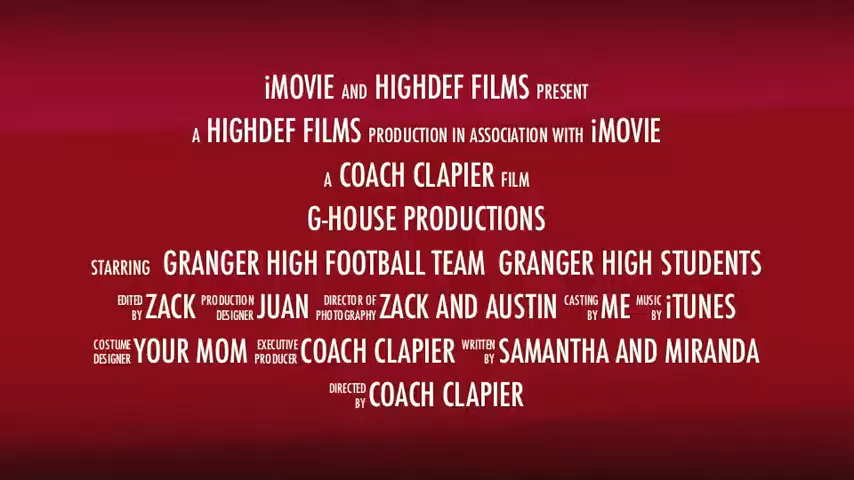 iMOVIE AND HIGHDEF FILMS PRESENT
A HIGHDEF FILMS PRODUCTION IN ASSOCIATION WITH iMOVIE
A COACH CLAPIER FILM
G-HOUSE PRODUCTIONS
STARRING GRANGER HIGH FOOTBALL TEAM GRANGER HIGH STUDENTS
EDITED BY ZACK PRODUCTION DESIGNER JUAN DIRECTOR OF PHOTOGRAPHY ZACK AND AUSTIN CASTING BY ME MUSIC BY iTUNES
COSTUME DESIGNER YOUR MOM EXECUTIVE PRODUCER COACH CLAPIER WRITTEN BY SAMANTHA AND MIRANDA
DIRECTED BY COACH CLAPIER